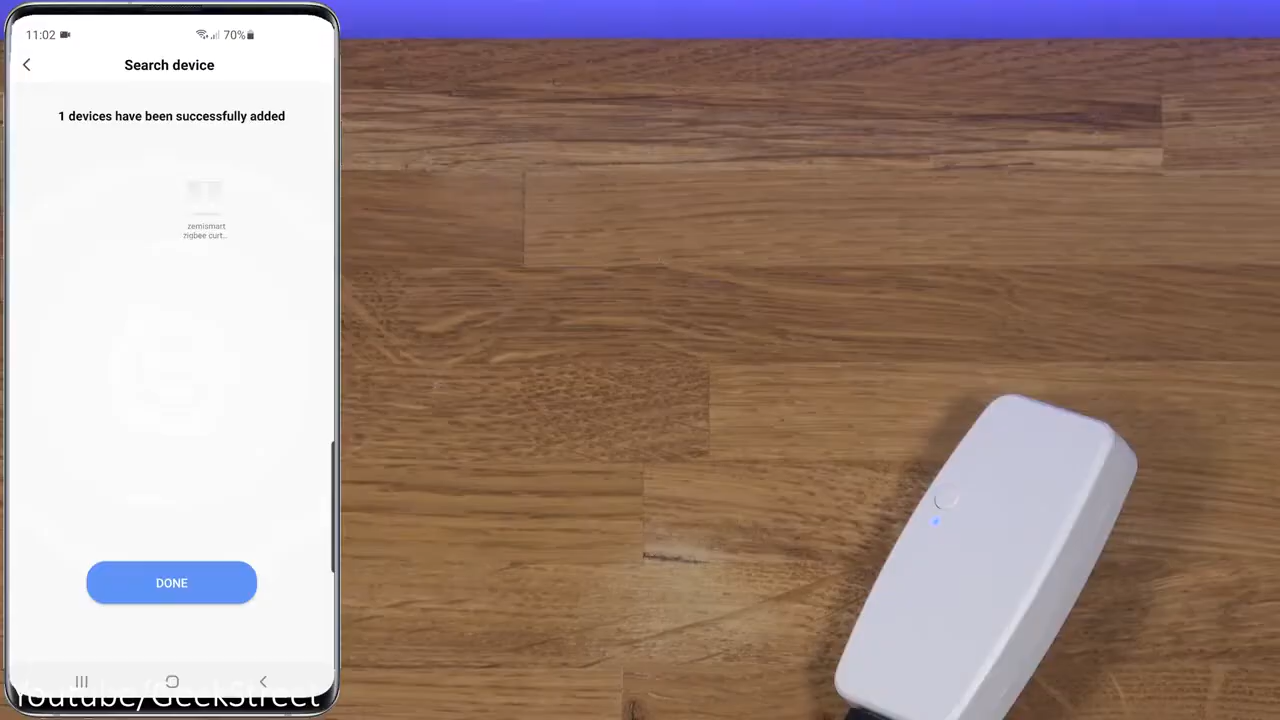 11:02
70%
Search device
1 devices have been successfully added
zemismart
zigbee curt...
DONE
Youtube/GeekStreet